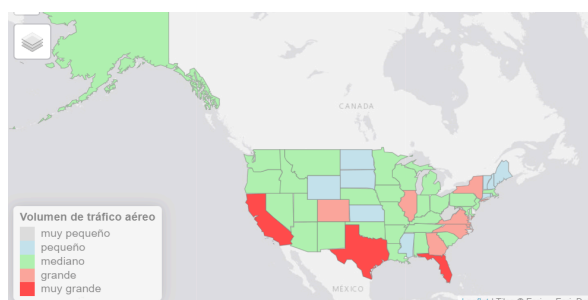 CANADA
Volumen de tráfico aéreo
muy pequeño
pequeño
mediano
grande
muy grande
MÉXICO